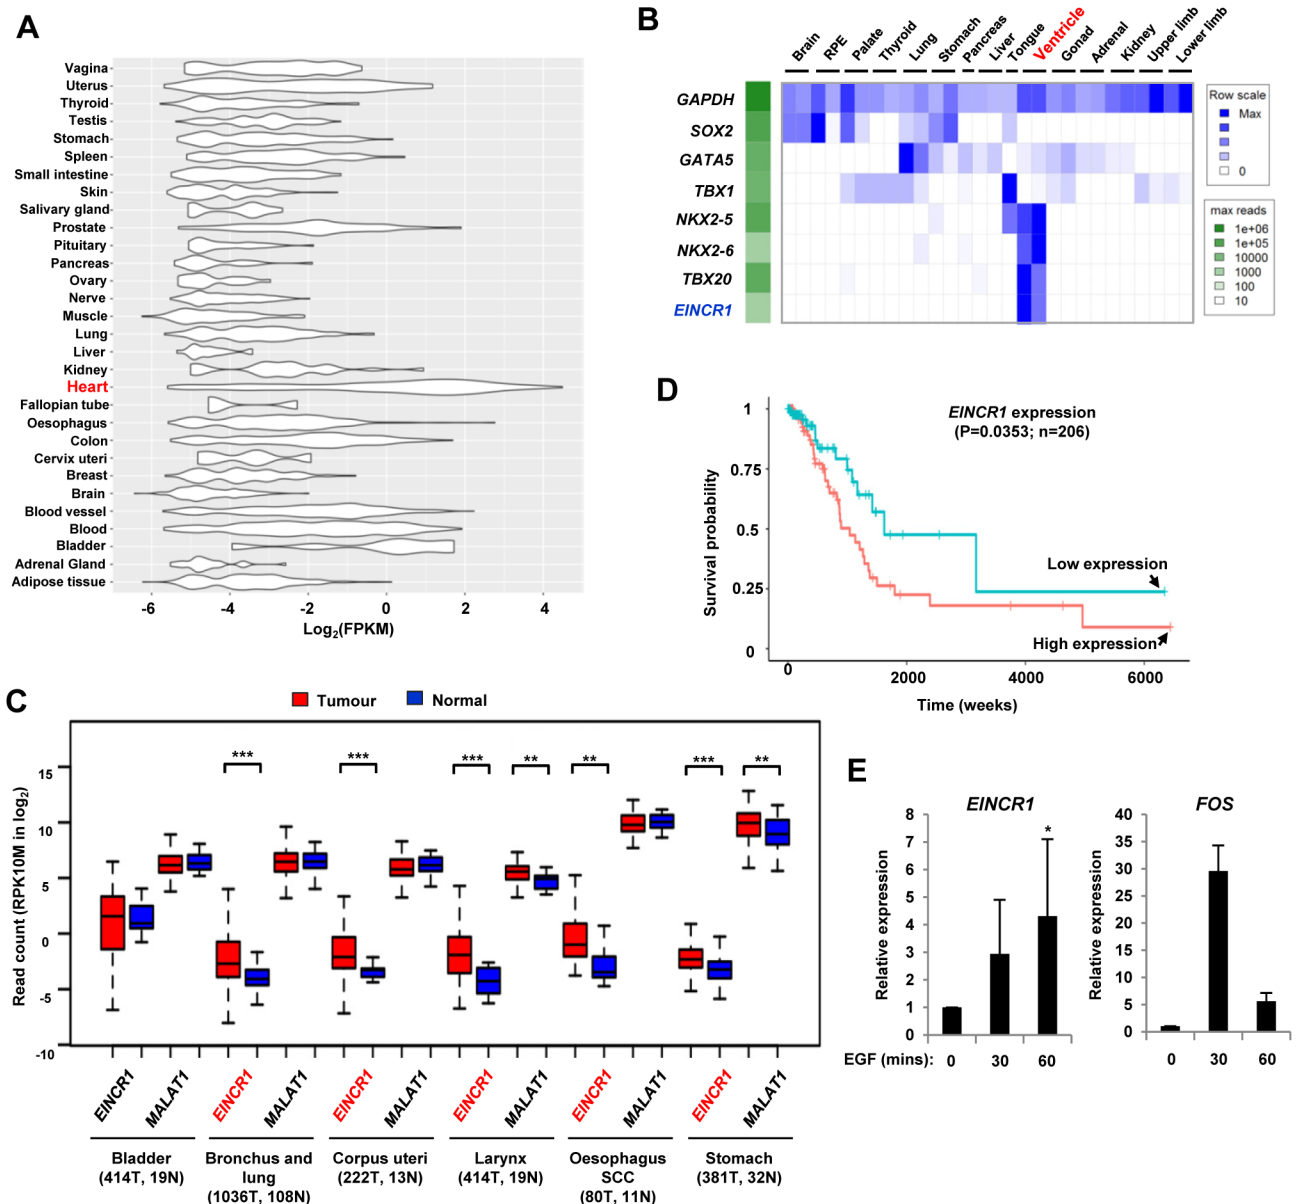 A
Vagina
Uterus
Thyroid
Testis
Stomach
Spleen
Small intestine
Skin
Salivary gland
Prostate
Pituitary
Pancreas
Ovary
Nerve
Muscle
Lung
Liver
Kidney
Heart
Fallopian tube
Oesophagus
Colon
Cervix uteri
Breast
Brain
Blood vessel
Blood
Bladder
Adrenal Gland
Adipose tissue
-6 -4 -2 0 2 4
Log2(FPKM)
B
Brain RPE Palate Thyroid Lung Stomach Pancreas Liver Tongue Ventricle Gonad Adrenal Kidney Upper limb Lower limb
GAPDH
SOX2
GATA5
TBX1
NKX2-5
NKX2-6
TBX20
EINCR1
Row scale
Max
0
max reads
1e+06
1e+05
10000
1000
100
10
D
EINCR1 expression
(P=0.0353; n=206)
Survival probability
1
0.75
0.5
0.25
0
Low expression
High expression
0 2000 4000 6000
Time (weeks)
C
Tumour Normal
Read count (RPK10M in log2)
15
10
5
0
-5
-10
*** *** *** ** ** *** **
EINCR1 MALAT1 EINCR1 MALAT1 EINCR1 MALAT1 EINCR1 MALAT1 EINCR1 MALAT1 EINCR1 MALAT1
Bladder
(414T, 19N)
Bronchus and
lung
(1036T, 108N)
Corpus uteri
(222T, 13N)
Larynx
(414T, 19N)
Oesophagus
SCC
(80T, 11N)
Stomach
(381T, 32N)
E
EINCR1
Relative expression
8
7
6
5
4
3
2
1
0
*
EGF (mins): 0 30 60
FOS
Relative expression
40
35
30
25
20
15
10
5
0
0 30 60